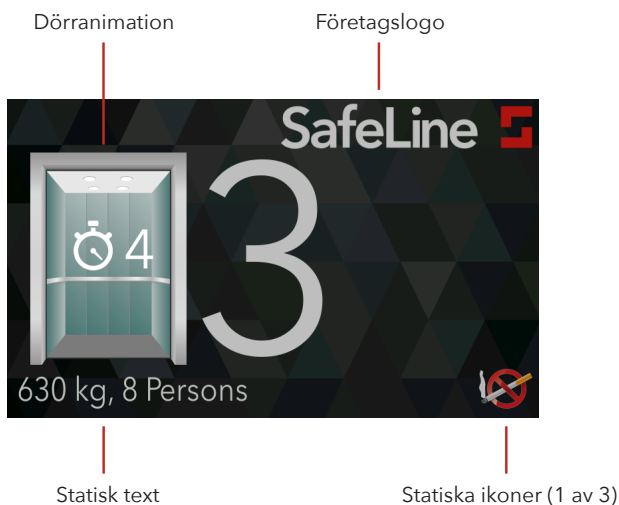 Dörranimation
Företagslogo
SafeLine
4
3
630 kg, 8 Persons
Statisk text
Statiska ikoner (1 av 3)